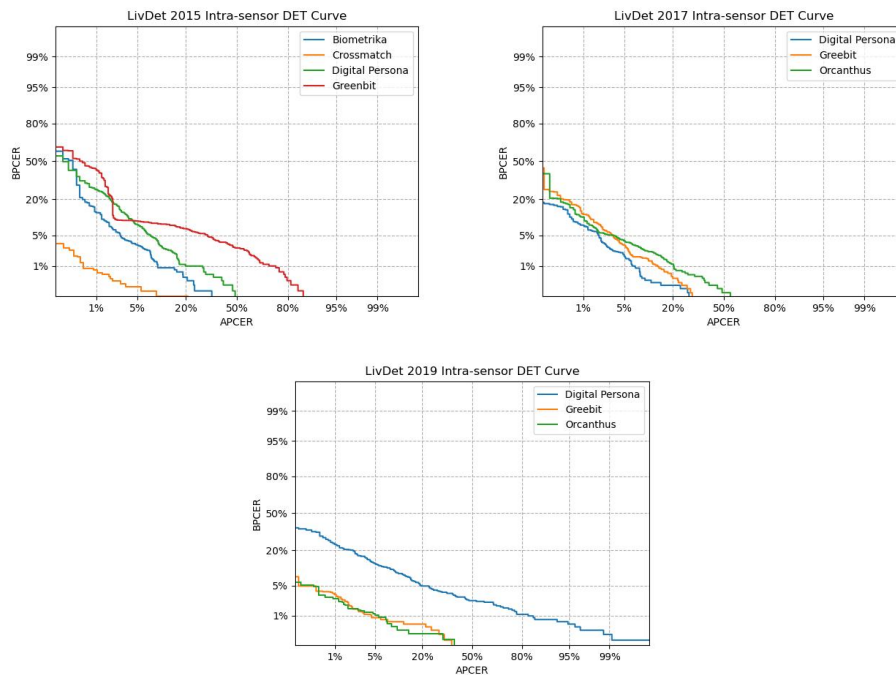 LivDet 2015 Intra-sensor DET Curve
Biometrika
Crossmatch
Digital Persona
Greenbit
99%
95%
80%
50%
20%
5%
1%
BPCER
1% 5% 20% 50% 80% 95% 99%
APCER
LivDet 2017 Intra-sensor DET Curve
Digital Persona
Greebit
Orcanthus
99%
95%
80%
50%
20%
5%
1%
BPCER
1% 5% 20% 50% 80% 95% 99%
APCER
LivDet 2019 Intra-sensor DET Curve
Digital Persona
Greebit
Orcanthus
99%
95%
80%
50%
20%
5%
1%
BPCER
1% 5% 20% 50% 80% 95% 99%
APCER